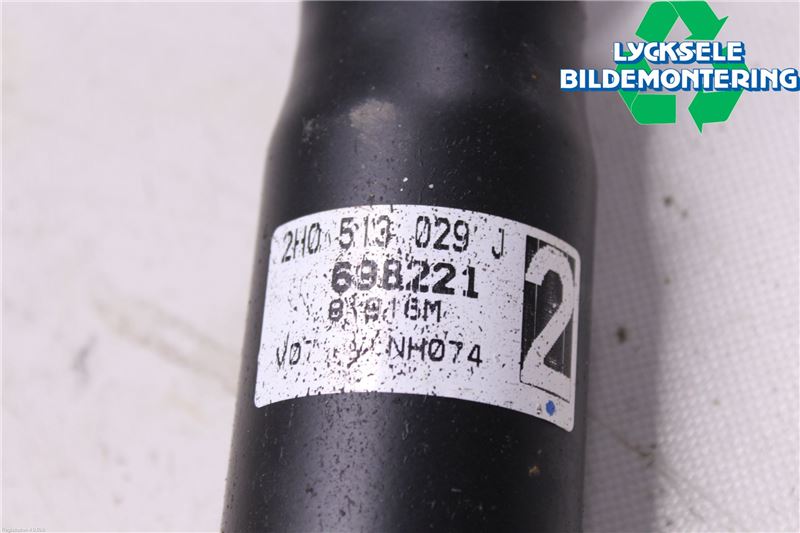 LYCKSELE
BILDEMONTERING
2H0 513 029 J
698221
2
NH074